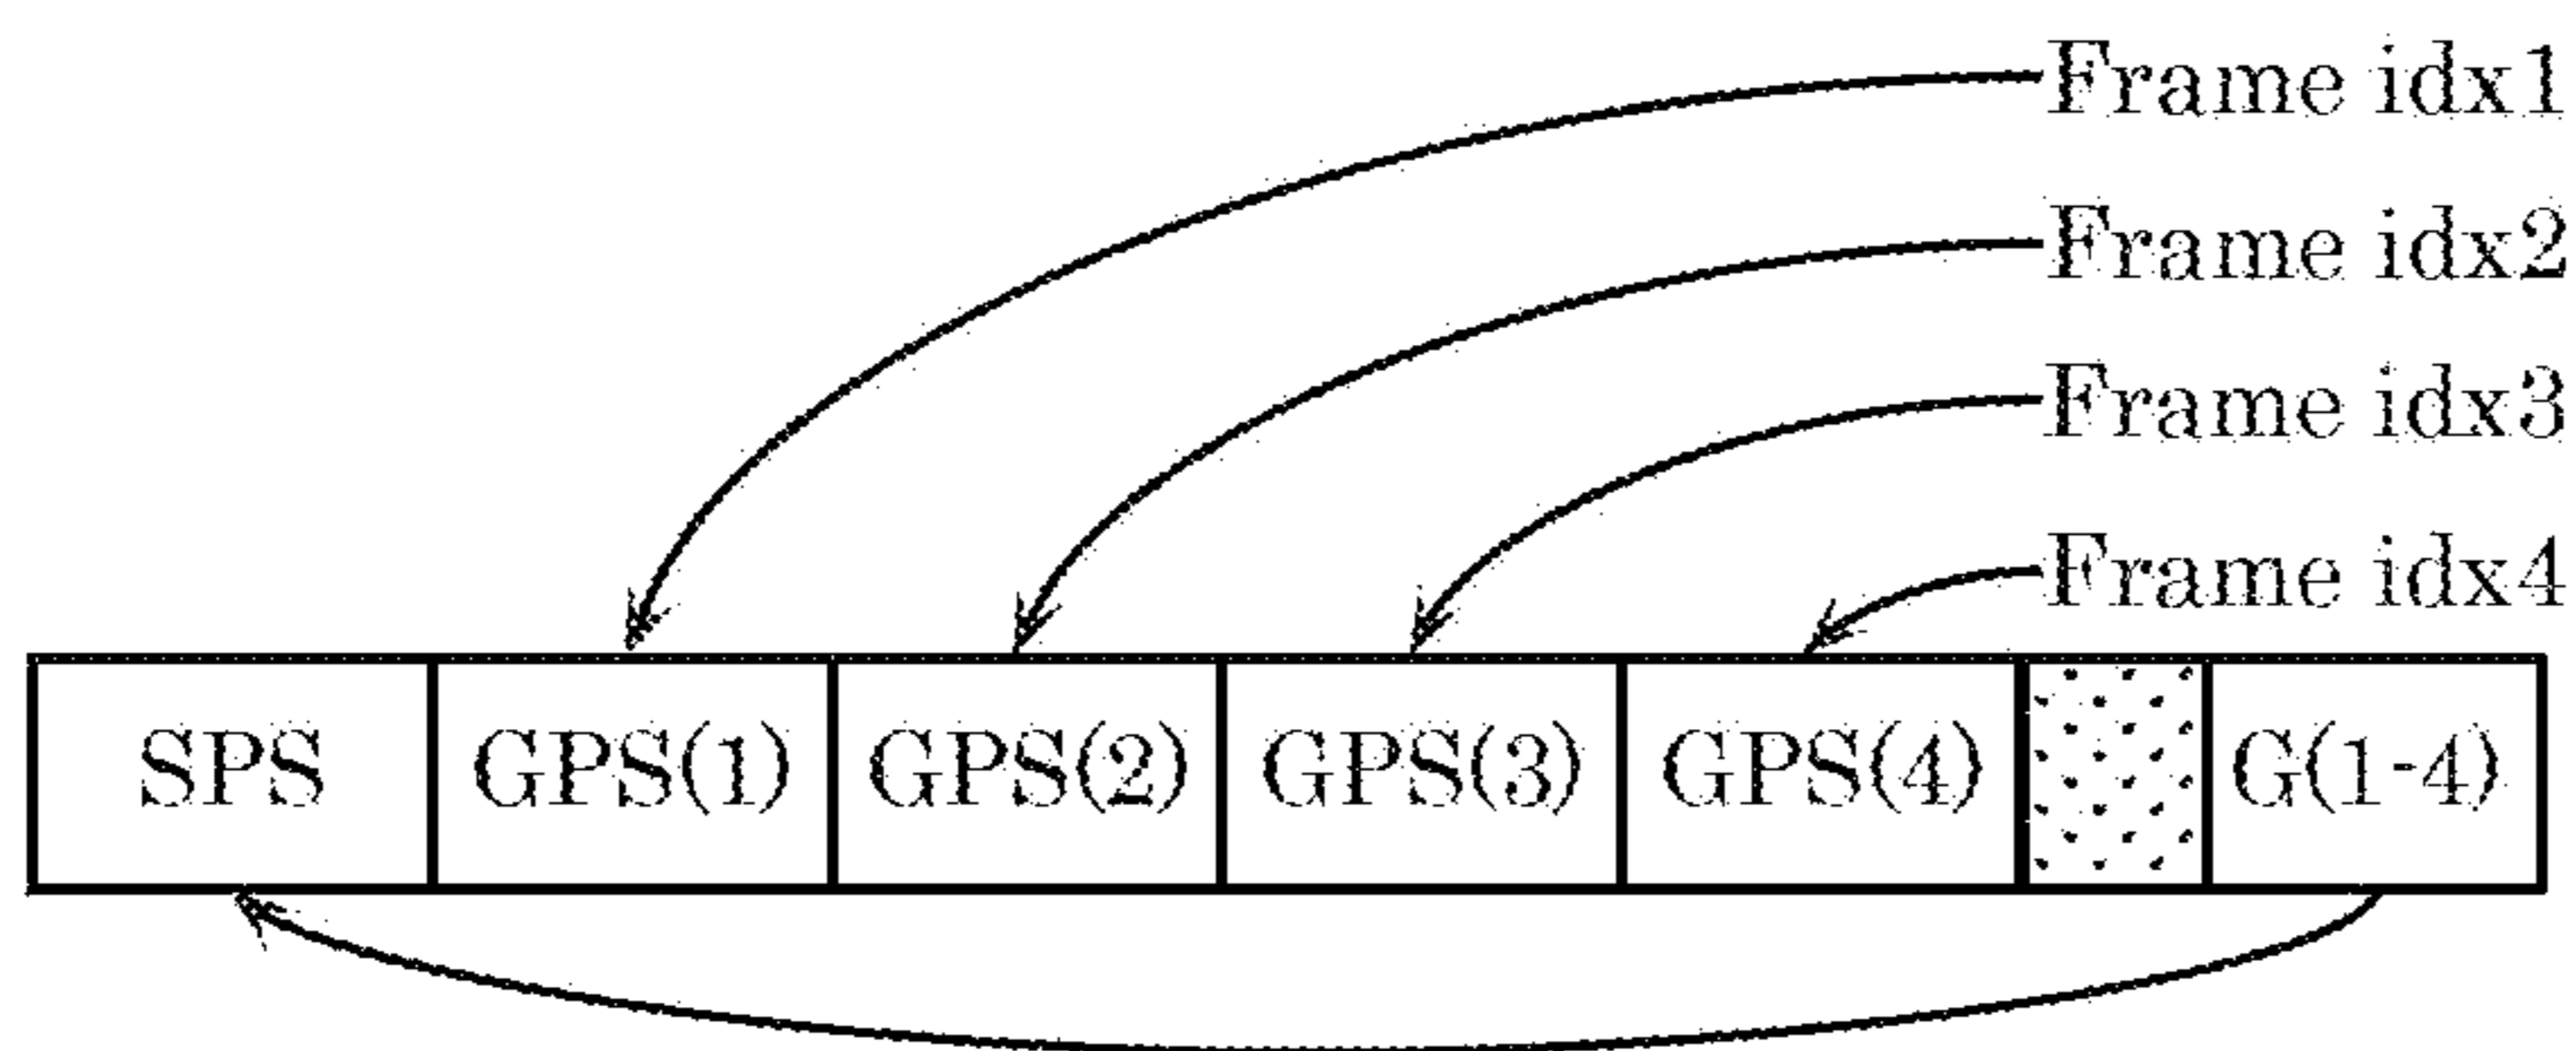 Frame idx1
Frame idx2
Frame idx3
Frame idx4
SPS GPS(1) GPS(2) GPS(3) GPS(4) G(1-4)